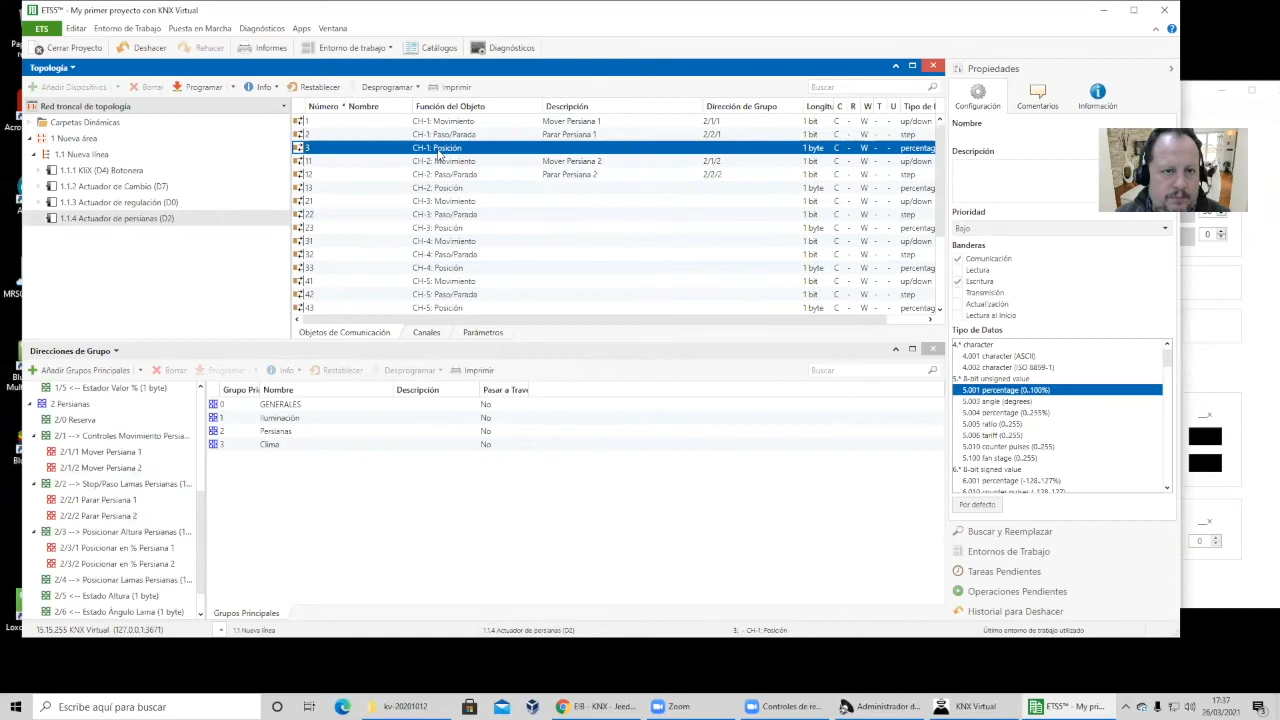 ETS5™ - My primer proyecto con KNX Virtual
ETS Editar Entorno de Trabajo Puesta en Marcha Diagnósticos Apps Ventana
Cerrar Proyecto Deshacer Rehacer Informes Entorno de trabajo Catálogos Diagnósticos
Topología
Añadir Dispositivos Borrar Programar Info Restablecer Desprogramar Imprimir Buscar
Red troncal de topología
Carpetas Dinámicas
1 Nueva área
1.1 Nueva línea
1.1.1 KliX (D4) Botonera
1.1.2 Actuador de Cambio (D7)
1.1.3 Actuador de regulación (D0)
1.1.4 Actuador de persianas (D2)
Número Nombre Función del Objeto Descripción Dirección de Grupo Longitu C R W T U Tipo de
1 CH-1: Movimiento Mover Persiana 1 2/1/1 1 bit C - W - - up/down
2 CH-1: Paso/Parada Parar Persiana 1 2/2/1 1 bit C - W - - step
3 CH-1: Posición 1 byte C - W - - percentag
11 CH-2: Movimiento Mover Persiana 2 2/1/2 1 bit C - W - - up/down
12 CH-2: Paso/Parada Parar Persiana 2 2/2/2 1 bit C - W - - step
13 CH-2: Posición 1 byte C - W - - percentag
21 CH-3: Movimiento 1 bit C - W - - up/down
22 CH-3: Paso/Parada 1 bit C - W - - step
23 CH-3: Posición 1 byte C - W - - percentag
31 CH-4: Movimiento 1 bit C - W - - up/down
32 CH-4: Paso/Parada 1 bit C - W - - step
33 CH-4: Posición 1 byte C - W - - percentag
41 CH-5: Movimiento 1 bit C - W - - up/down
42 CH-5: Paso/Parada 1 bit C - W - - step
43 CH-5: Posición 1 byte C - W - - percentag
Objetos de Comunicación Canales Parámetros
Direcciones de Grupo
Añadir Grupos Principales Borrar Programar Info Restablecer Desprogramar Imprimir Buscar
1/5 <-- Estador Valor % (1 byte)
2 Persianas
2/0 Reserva
2/1 --> Controles Movimiento Persia...
2/1/1 Mover Persiana 1
2/1/2 Mover Persiana 2
2/2 --> Stop/Paso Lamas Persianas (1...
2/2/1 Parar Persiana 1
2/2/2 Parar Persiana 2
2/3 --> Posicionar Altura Persianas (1...
2/3/1 Posicionar en % Persiana 1
2/3/2 Posicionar en % Persiana 2
2/4 --> Posicionar Lamas Persianas (1...
2/5 <-- Estado Altura (1 byte)
2/6 <-- Estado Ángulo Lama (1 byte)
Grupo Pri Nombre Descripción Pasar a Trave
0 GENERALES No
1 Iluminación No
2 Persianas No
3 Clima No
Grupos Principales
15.15.255 KNX Virtual (127.0.0.1:3671) 1.1 Nueva línea 1.1.4 Actuador de persianas (D2) 3: - CH-1: Posición Último entorno de trabajo utilizado
Propiedades
Configuración Comentarios Información
Nombre
Descripción
Prioridad
Bajo
Banderas
Comunicación
Lectura
Escritura
Transmisión
Actualización
Lectura al Inicio
Tipo de Datos
4.* character
4.001 character (ASCII)
4.002 character (ISO 8859-1)
5.* 8-bit unsigned value
5.001 percentage (0..100%)
5.003 angle (degrees)
5.004 percentage (0..255%)
5.005 ratio (0..255)
5.006 tariff (0..255)
5.010 counter pulses (0..255)
5.100 fan stage (0..255)
6.* 8-bit signed value
6.001 percentage (-128..127%)
6.010 counter pulses (-128..127)
Por defecto
Buscar y Reemplazar
Entornos de Trabajo
Tareas Pendientes
Operaciones Pendientes
Historial para Deshacer
0
0
Escribe aquí para buscar
kv-20201012 EIB - KNX - Jeed... Zoom Controles de re... Administrador d... KNX Virtual My pri...
17:37
26/03/2021